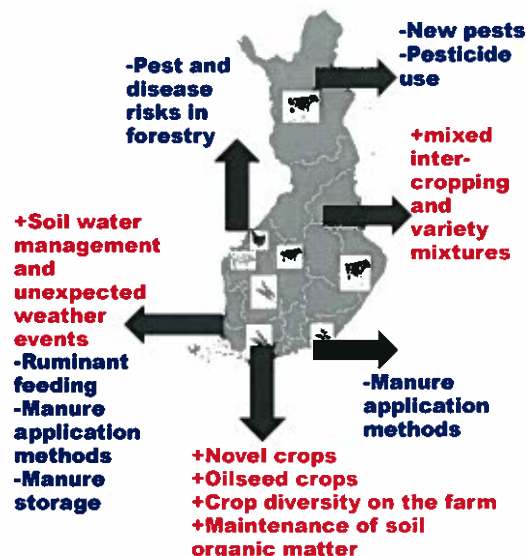 -New pests
-Pesticide
use
-Pest and
disease
risks in
forestry
+mixed
inter-
cropping
and
variety
mixtures
+Soil water
management
and
unexpected
weather
events
-Ruminant
feeding
-Manure
application
methods
-Manure
storage
-Manure
application
methods
+Novel crops
+Oilseed crops
+Crop diversity on the farm
+Maintenance of soil
organic matter